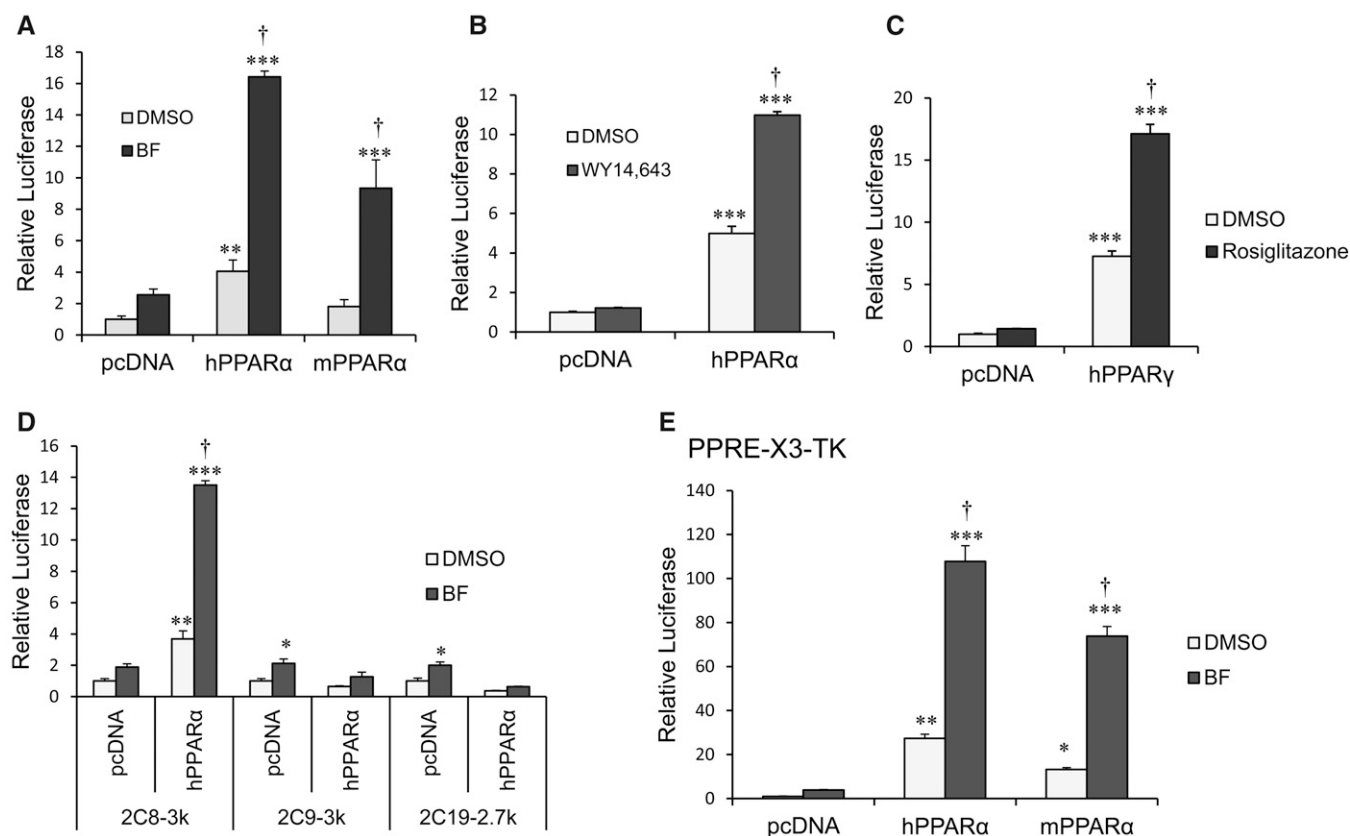 A
Relative Luciferase
18
16
14
12
10
8
6
4
2
0
DMSO
BF
**
†
***
†
***
pcDNA
hPPARα
mPPARα
B
Relative Luciferase
12
10
8
6
4
2
0
DMSO
WY14,643
***
†
***
pcDNA
hPPARα
C
Relative Luciferase
20
15
10
5
0
***
†
***
DMSO
Rosiglitazone
pcDNA
hPPARγ
D
Relative Luciferase
16
14
12
10
8
6
4
2
0
**
†
***
*
*
DMSO
BF
pcDNA
hPPARα
pcDNA
hPPARα
pcDNA
hPPARα
2C8-3k
2C9-3k
2C19-2.7k
E
PPRE-X3-TK
Relative Luciferase
140
120
100
80
60
40
20
0
**
†
***
*
†
***
DMSO
BF
pcDNA
hPPARα
mPPARα